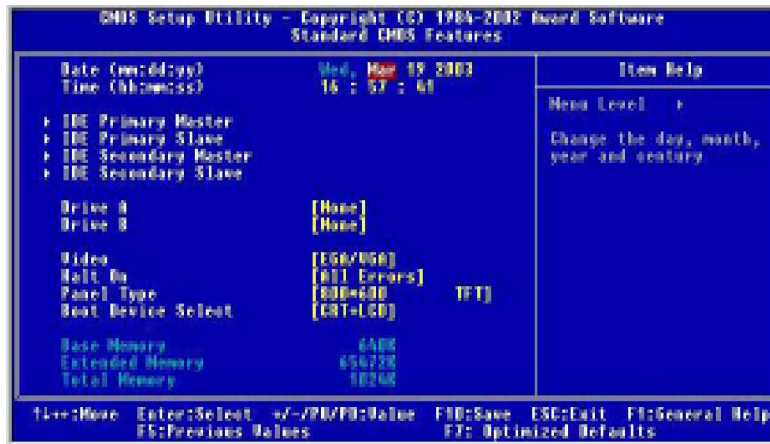 CMOS Setup Utility - Copyright (C) 1984-2002 Award Software
Standard CMOS Features
Date (mm:dd:yy) Wed, Mar 19 2003
Time (hh:mm:ss) 16 : 57 : 41
IDE Primary Master
IDE Primary Slave
IDE Secondary Master
IDE Secondary Slave
Drive A [None]
Drive B [None]
Video [EGA/VGA]
Halt On [All Errors]
Panel Type [800*600 TFT]
Boot Device Select [CRT+LCD]
Base Memory 640K
Extended Memory 65472K
Total Memory 1024K
Item Help
Menu Level
Change the day, month,
year and century
↑↓→←:Move Enter:Select +/-/PU/PD:Value F10:Save ESC:Exit F1:General Help
F5:Previous Values F7: Optimized Defaults